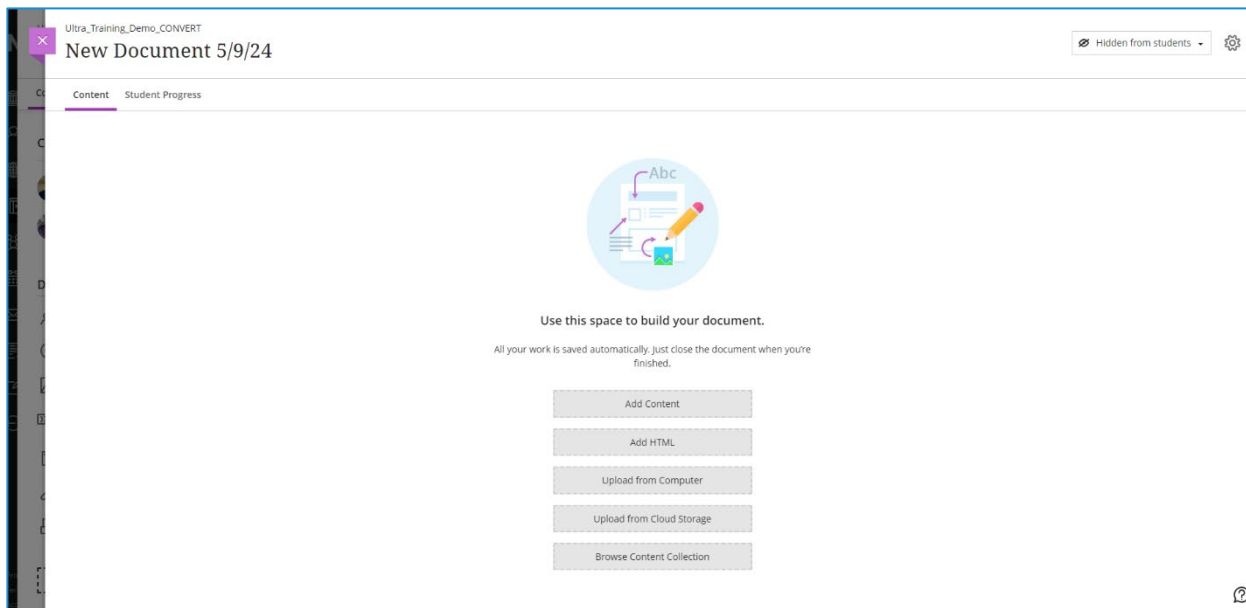 Ultra_Training_Demo_CONVERT
New Document 5/9/24
Hidden from students
Content
Student Progress
Abc
Use this space to build your document.
All your work is saved automatically. Just close the document when you're
finished.
Add Content
Add HTML
Upload from Computer
Upload from Cloud Storage
Browse Content Collection